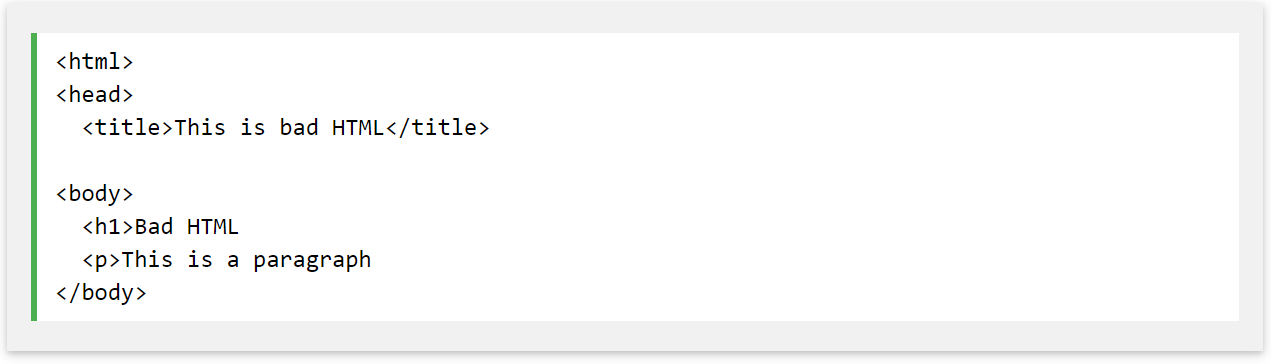 <html>
<head>
  <title>This is bad HTML</title>

<body>
  <h1>Bad HTML
  <p>This is a paragraph
</body>